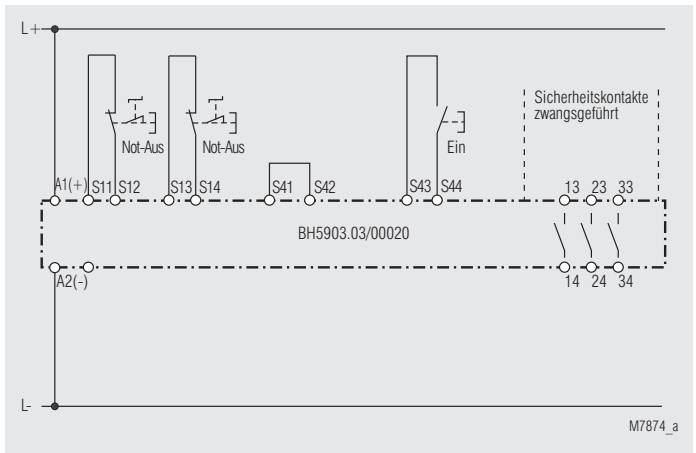 L+
Sicherheitskontakte
zwangsgeführt
Not-Aus
Not-Aus
Ein
A1(+) S11 S12 S13 S14 S41 S42 S43 S44 13 23 33
BH5903.03/00020
A2(-) 14 24 34
L-
M7874_a